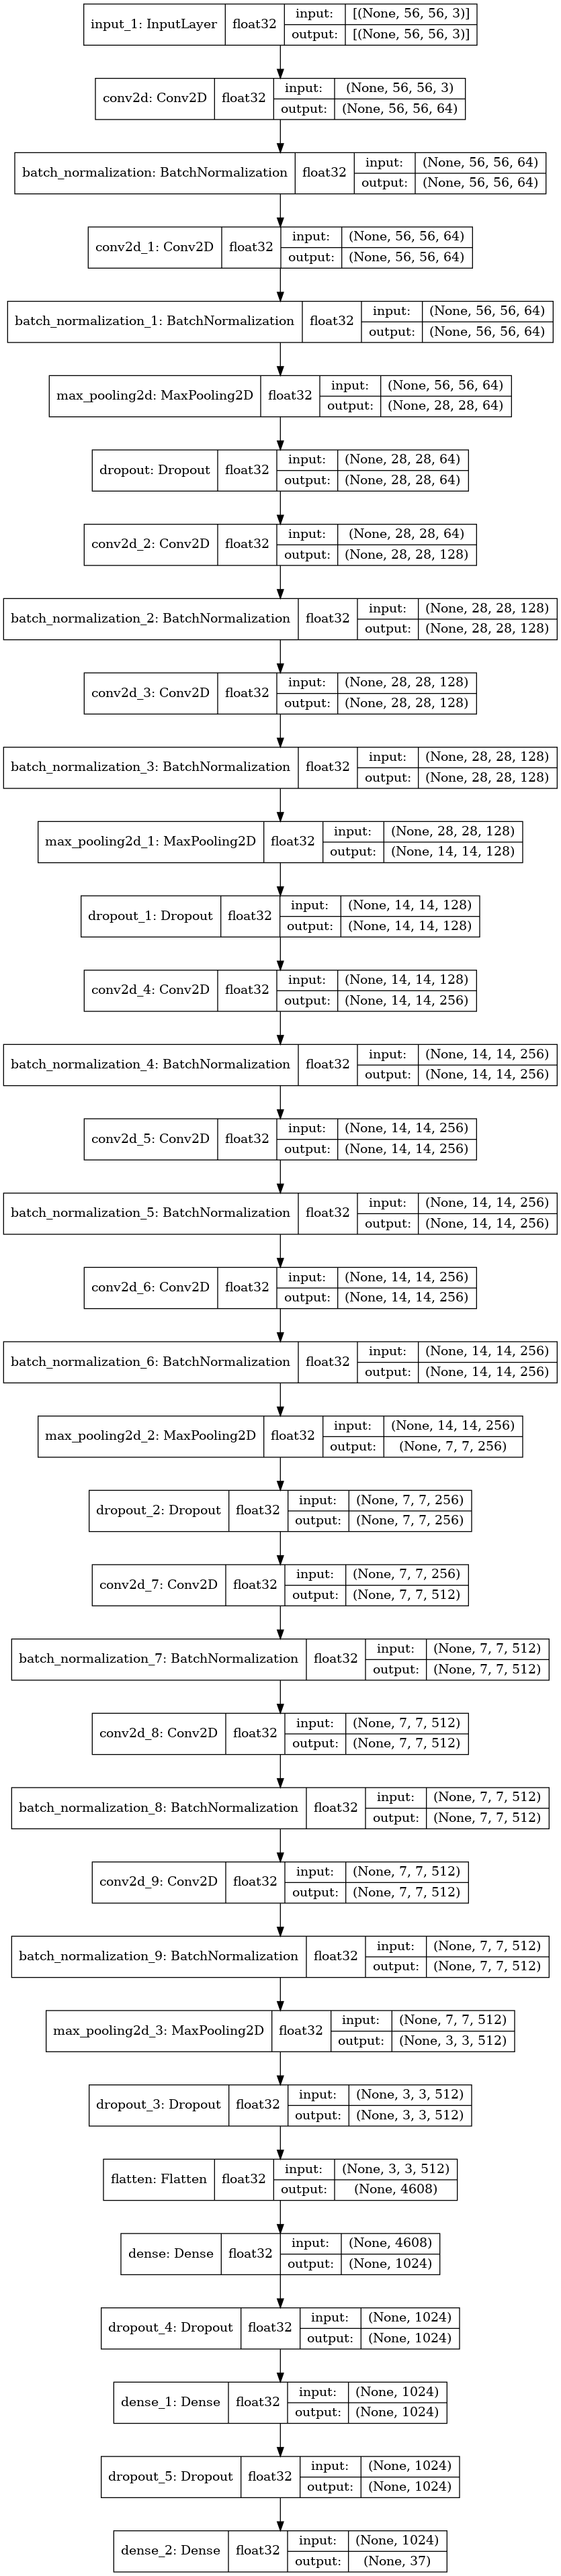 input_1: InputLayer float32 input: [(None, 56, 56, 3)]
output: [(None, 56, 56, 3)]
conv2d: Conv2D float32 input: (None, 56, 56, 3)
output: (None, 56, 56, 64)
batch_normalization: BatchNormalization float32 input: (None, 56, 56, 64)
output: (None, 56, 56, 64)
conv2d_1: Conv2D float32 input: (None, 56, 56, 64)
output: (None, 56, 56, 64)
batch_normalization_1: BatchNormalization float32 input: (None, 56, 56, 64)
output: (None, 56, 56, 64)
max_pooling2d: MaxPooling2D float32 input: (None, 56, 56, 64)
output: (None, 28, 28, 64)
dropout: Dropout float32 input: (None, 28, 28, 64)
output: (None, 28, 28, 64)
conv2d_2: Conv2D float32 input: (None, 28, 28, 64)
output: (None, 28, 28, 128)
batch_normalization_2: BatchNormalization float32 input: (None, 28, 28, 128)
output: (None, 28, 28, 128)
conv2d_3: Conv2D float32 input: (None, 28, 28, 128)
output: (None, 28, 28, 128)
batch_normalization_3: BatchNormalization float32 input: (None, 28, 28, 128)
output: (None, 28, 28, 128)
max_pooling2d_1: MaxPooling2D float32 input: (None, 28, 28, 128)
output: (None, 14, 14, 128)
dropout_1: Dropout float32 input: (None, 14, 14, 128)
output: (None, 14, 14, 128)
conv2d_4: Conv2D float32 input: (None, 14, 14, 128)
output: (None, 14, 14, 256)
batch_normalization_4: BatchNormalization float32 input: (None, 14, 14, 256)
output: (None, 14, 14, 256)
conv2d_5: Conv2D float32 input: (None, 14, 14, 256)
output: (None, 14, 14, 256)
batch_normalization_5: BatchNormalization float32 input: (None, 14, 14, 256)
output: (None, 14, 14, 256)
conv2d_6: Conv2D float32 input: (None, 14, 14, 256)
output: (None, 14, 14, 256)
batch_normalization_6: BatchNormalization float32 input: (None, 14, 14, 256)
output: (None, 14, 14, 256)
max_pooling2d_2: MaxPooling2D float32 input: (None, 14, 14, 256)
output: (None, 7, 7, 256)
dropout_2: Dropout float32 input: (None, 7, 7, 256)
output: (None, 7, 7, 256)
conv2d_7: Conv2D float32 input: (None, 7, 7, 256)
output: (None, 7, 7, 512)
batch_normalization_7: BatchNormalization float32 input: (None, 7, 7, 512)
output: (None, 7, 7, 512)
conv2d_8: Conv2D float32 input: (None, 7, 7, 512)
output: (None, 7, 7, 512)
batch_normalization_8: BatchNormalization float32 input: (None, 7, 7, 512)
output: (None, 7, 7, 512)
conv2d_9: Conv2D float32 input: (None, 7, 7, 512)
output: (None, 7, 7, 512)
batch_normalization_9: BatchNormalization float32 input: (None, 7, 7, 512)
output: (None, 7, 7, 512)
max_pooling2d_3: MaxPooling2D float32 input: (None, 7, 7, 512)
output: (None, 3, 3, 512)
dropout_3: Dropout float32 input: (None, 3, 3, 512)
output: (None, 3, 3, 512)
flatten: Flatten float32 input: (None, 3, 3, 512)
output: (None, 4608)
dense: Dense float32 input: (None, 4608)
output: (None, 1024)
dropout_4: Dropout float32 input: (None, 1024)
output: (None, 1024)
dense_1: Dense float32 input: (None, 1024)
output: (None, 1024)
dropout_5: Dropout float32 input: (None, 1024)
output: (None, 1024)
dense_2: Dense float32 input: (None, 1024)
output: (None, 37)